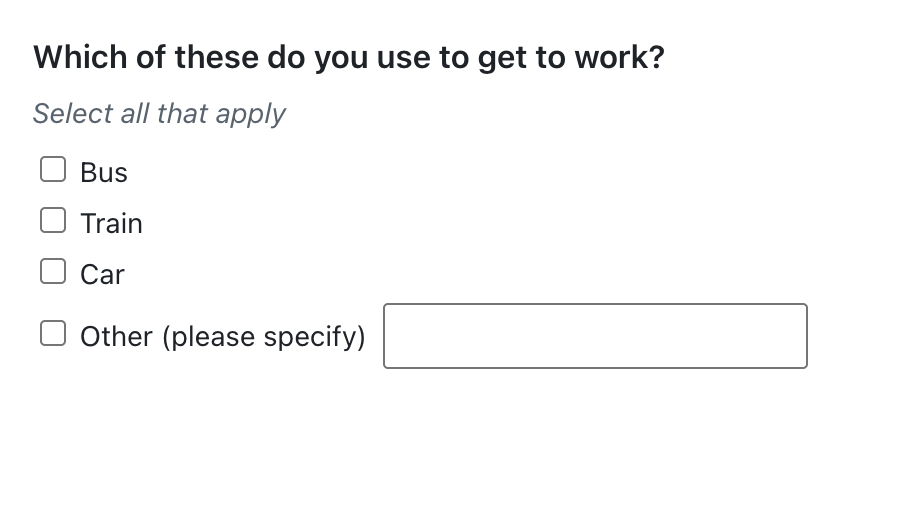 Which of these do you use to get to work?
Select all that apply
Bus
Train
Car
Other (please specify)